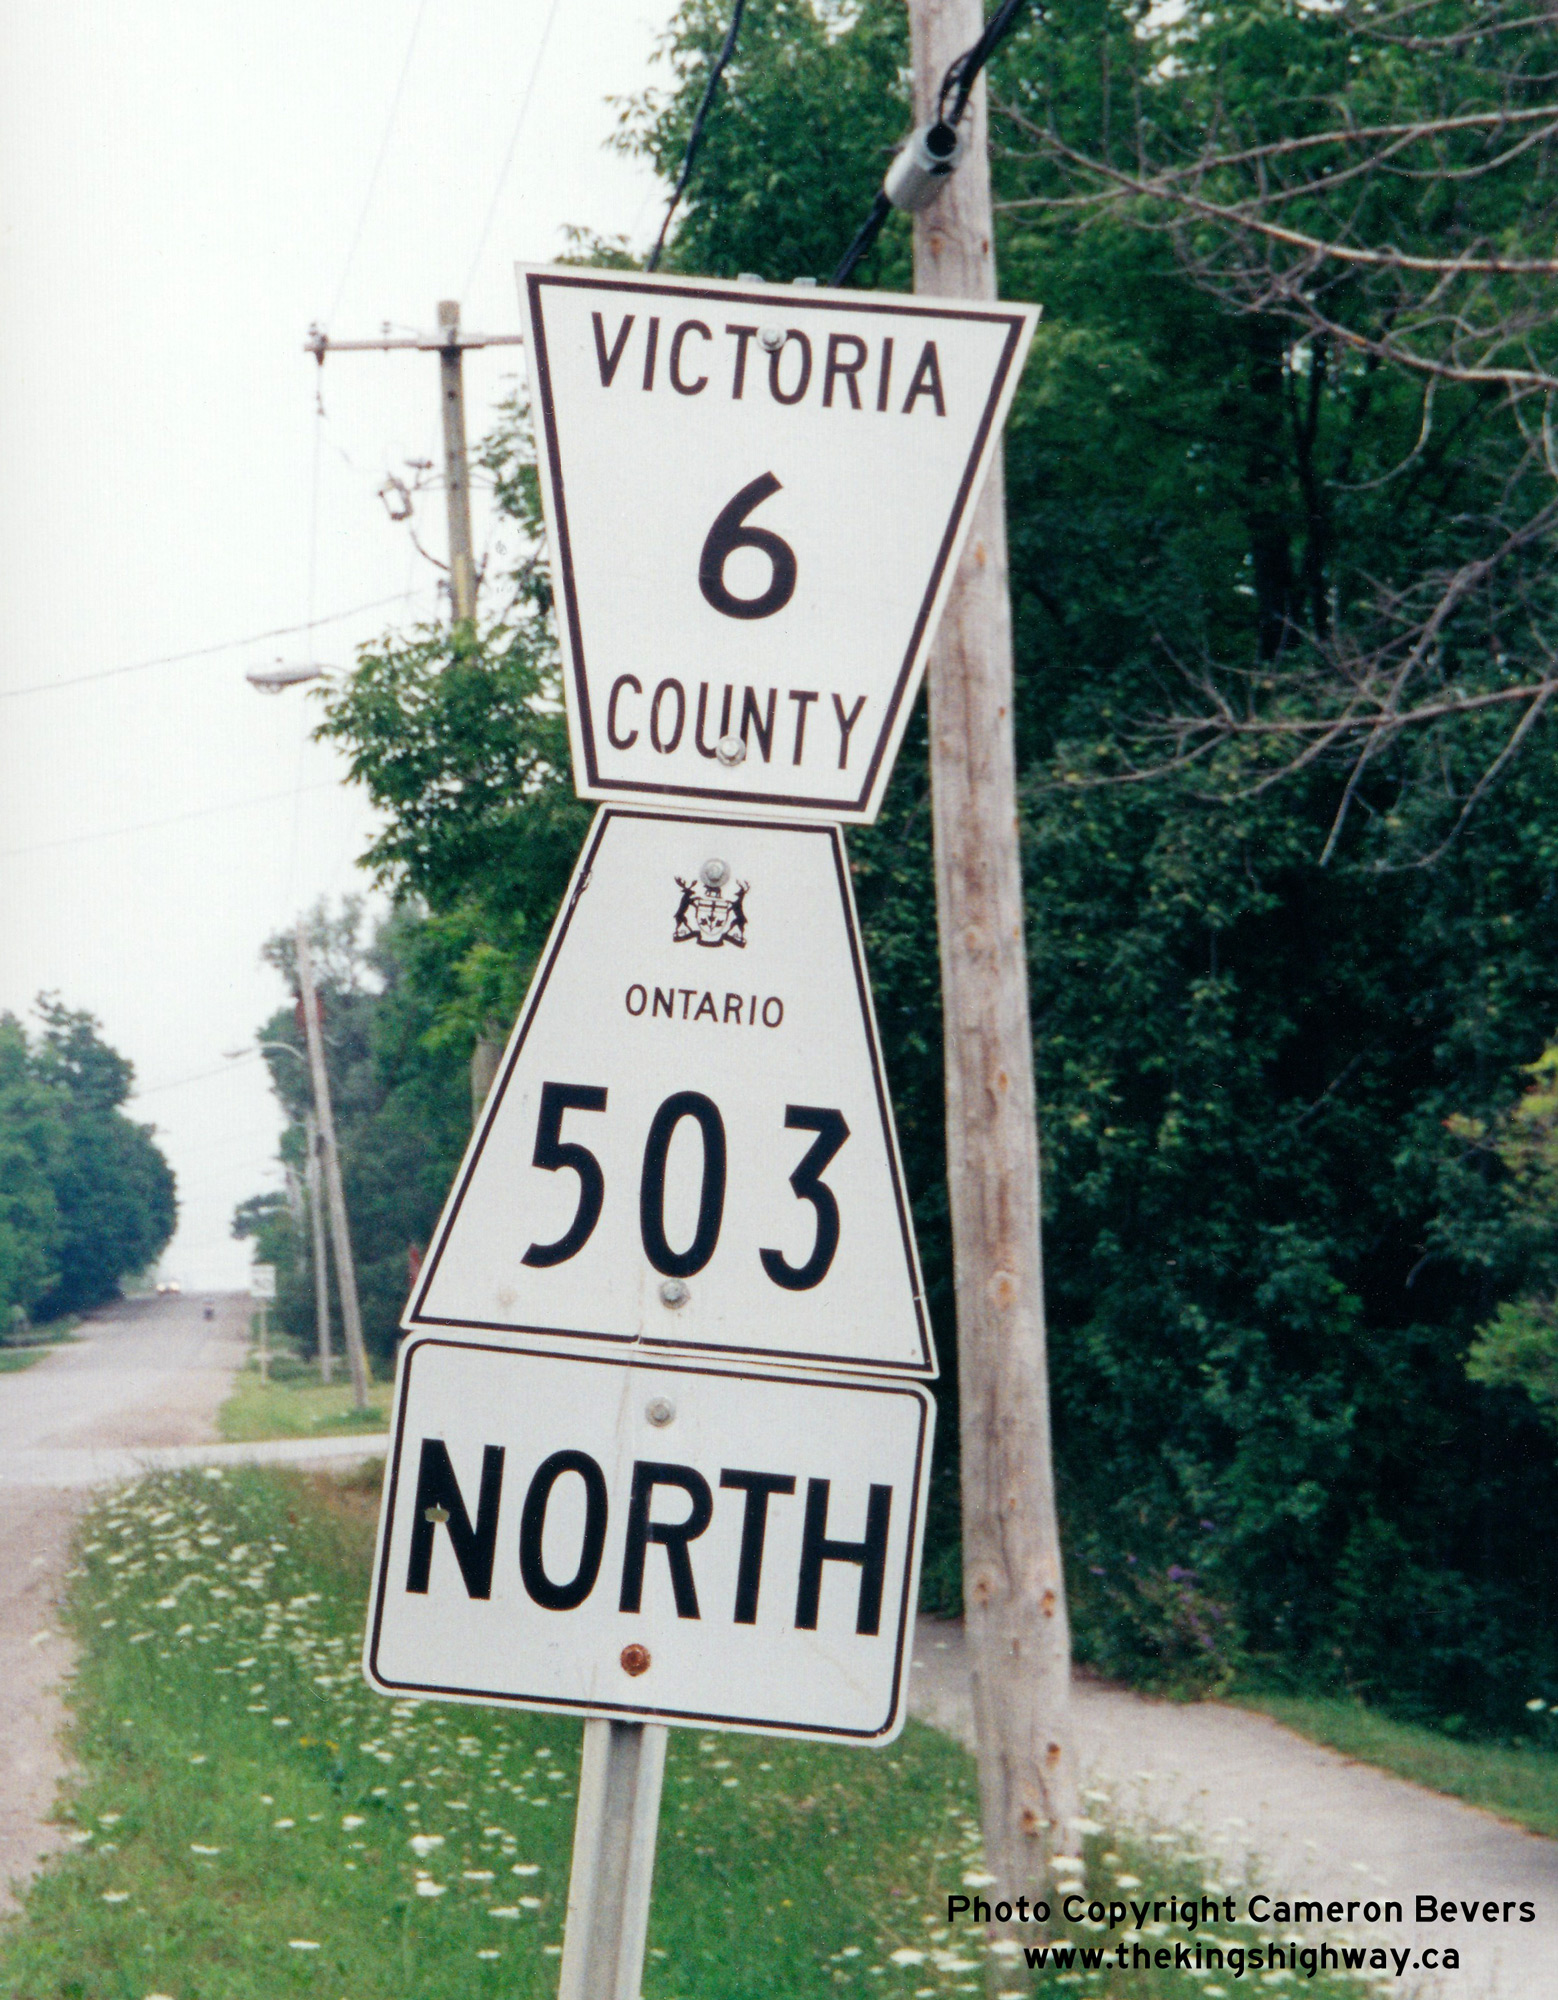 VICTORIA
6
COUNTY
ONTARIO
503
NORTH
Photo Copyright Cameron Bevers
www.thekingshighway.ca